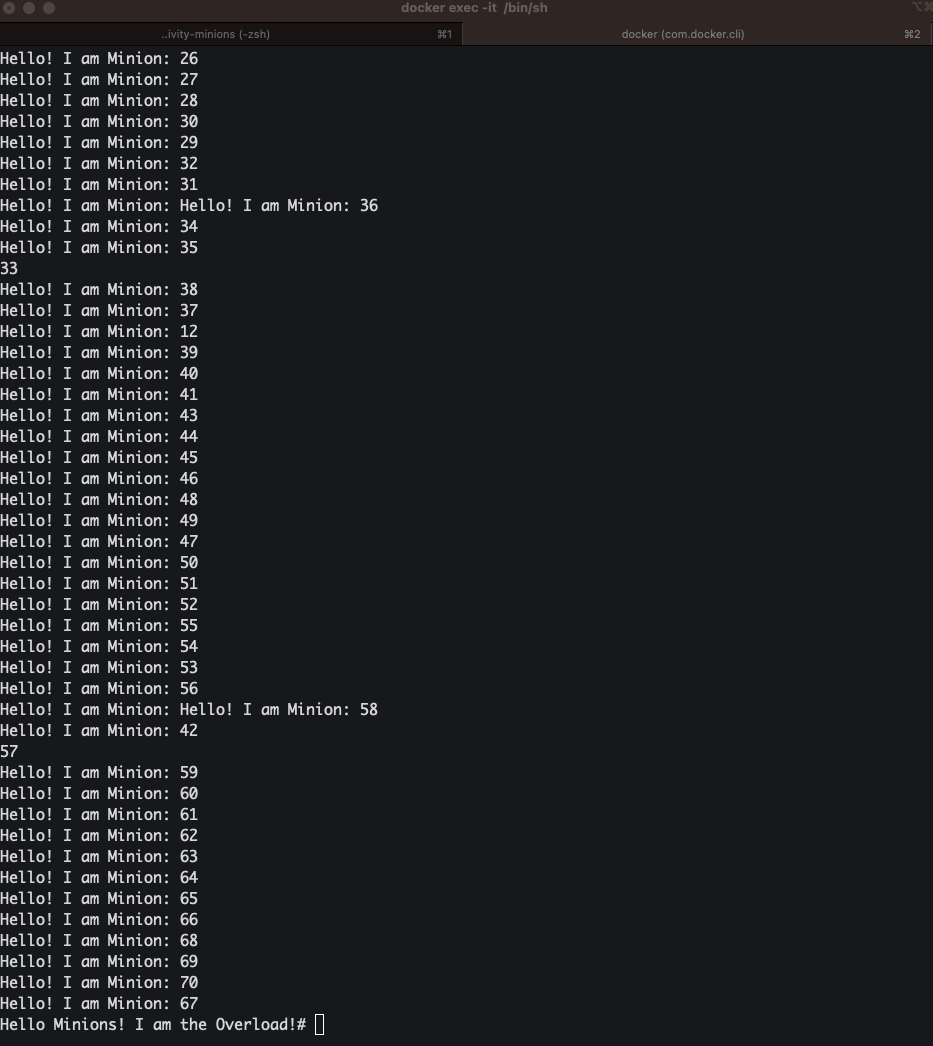 docker exec -it /bin/sh
..ivity-minions (-zsh) ⌘1 docker (com.docker.cli) ⌘2
Hello! I am Minion: 26
Hello! I am Minion: 27
Hello! I am Minion: 28
Hello! I am Minion: 30
Hello! I am Minion: 29
Hello! I am Minion: 32
Hello! I am Minion: 31
Hello! I am Minion: Hello! I am Minion: 36
Hello! I am Minion: 34
Hello! I am Minion: 35
33
Hello! I am Minion: 38
Hello! I am Minion: 37
Hello! I am Minion: 12
Hello! I am Minion: 39
Hello! I am Minion: 40
Hello! I am Minion: 41
Hello! I am Minion: 43
Hello! I am Minion: 44
Hello! I am Minion: 45
Hello! I am Minion: 46
Hello! I am Minion: 48
Hello! I am Minion: 49
Hello! I am Minion: 47
Hello! I am Minion: 50
Hello! I am Minion: 51
Hello! I am Minion: 52
Hello! I am Minion: 55
Hello! I am Minion: 54
Hello! I am Minion: 53
Hello! I am Minion: 56
Hello! I am Minion: Hello! I am Minion: 58
Hello! I am Minion: 42
57
Hello! I am Minion: 59
Hello! I am Minion: 60
Hello! I am Minion: 61
Hello! I am Minion: 62
Hello! I am Minion: 63
Hello! I am Minion: 64
Hello! I am Minion: 65
Hello! I am Minion: 66
Hello! I am Minion: 68
Hello! I am Minion: 69
Hello! I am Minion: 70
Hello! I am Minion: 67
Hello Minions! I am the Overload!#